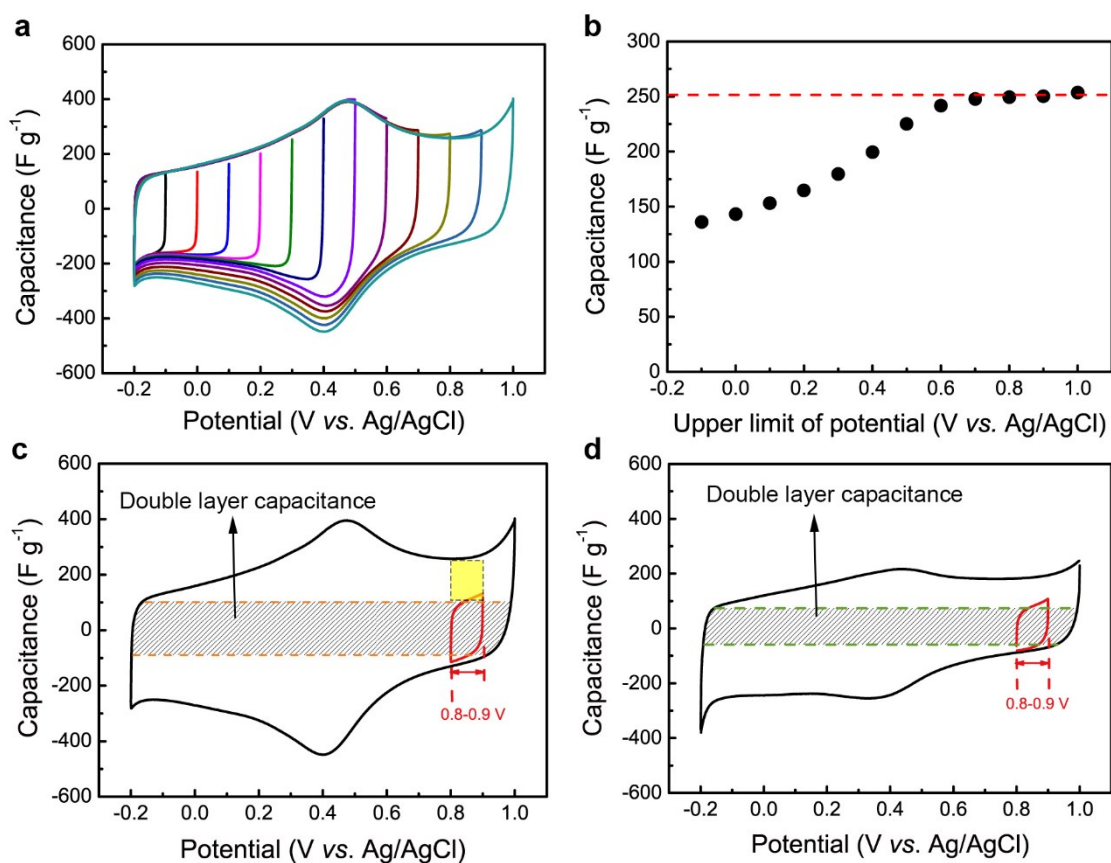 a
600
400
200
0
-200
-400
-600
Capacitance (F g⁻¹)
-0.2 0.0 0.2 0.4 0.6 0.8 1.0
Potential (V vs. Ag/AgCl)
b
300
250
200
150
100
50
0
Capacitance (F g⁻¹)
-0.2 0.0 0.2 0.4 0.6 0.8 1.0
Upper limit of potential (V vs. Ag/AgCl)
c
600
400
200
0
-200
-400
-600
Capacitance (F g⁻¹)
Double layer capacitance
0.8-0.9 V
-0.2 0.0 0.2 0.4 0.6 0.8 1.0
Potential (V vs. Ag/AgCl)
d
600
400
200
0
-200
-400
-600
Capacitance (F g⁻¹)
Double layer capacitance
0.8-0.9 V
-0.2 0.0 0.2 0.4 0.6 0.8 1.0
Potential (V vs. Ag/AgCl)